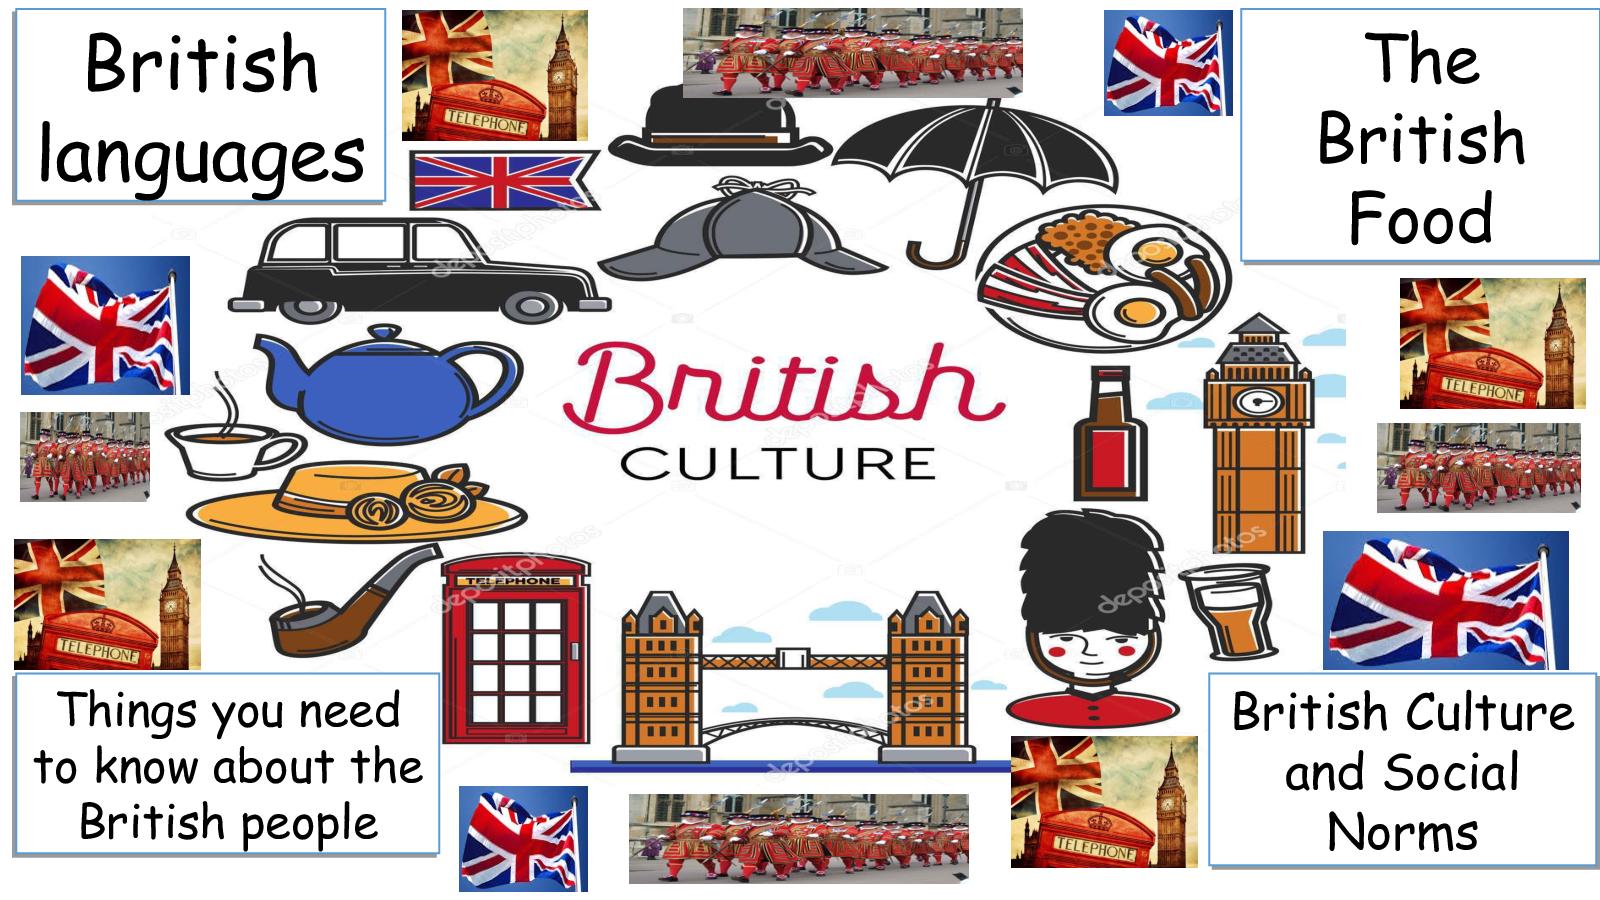 British
languages
The
British
Food
TELEPHONE
depositphotos
British
CULTURE
TELEPHONE
TELEPHONE
TELEPHONE
Things you need
to know about the
British people
British Culture
and Social
Norms
TELEPHONE